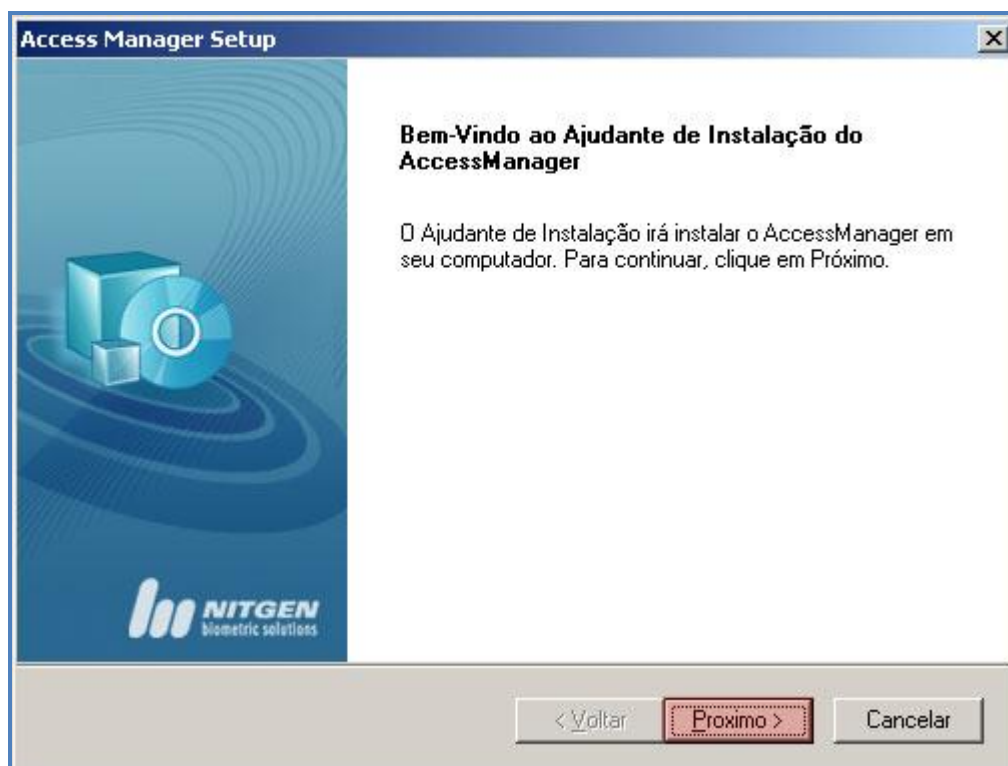 Access Manager Setup
Bem-Vindo ao Ajudante de Instalação do
AccessManager
O Ajudante de Instalação irá instalar o AccessManager em
seu computador. Para continuar, clique em Próximo.
NITGEN
biometric solutions
< Voltar
Proximo >
Cancelar